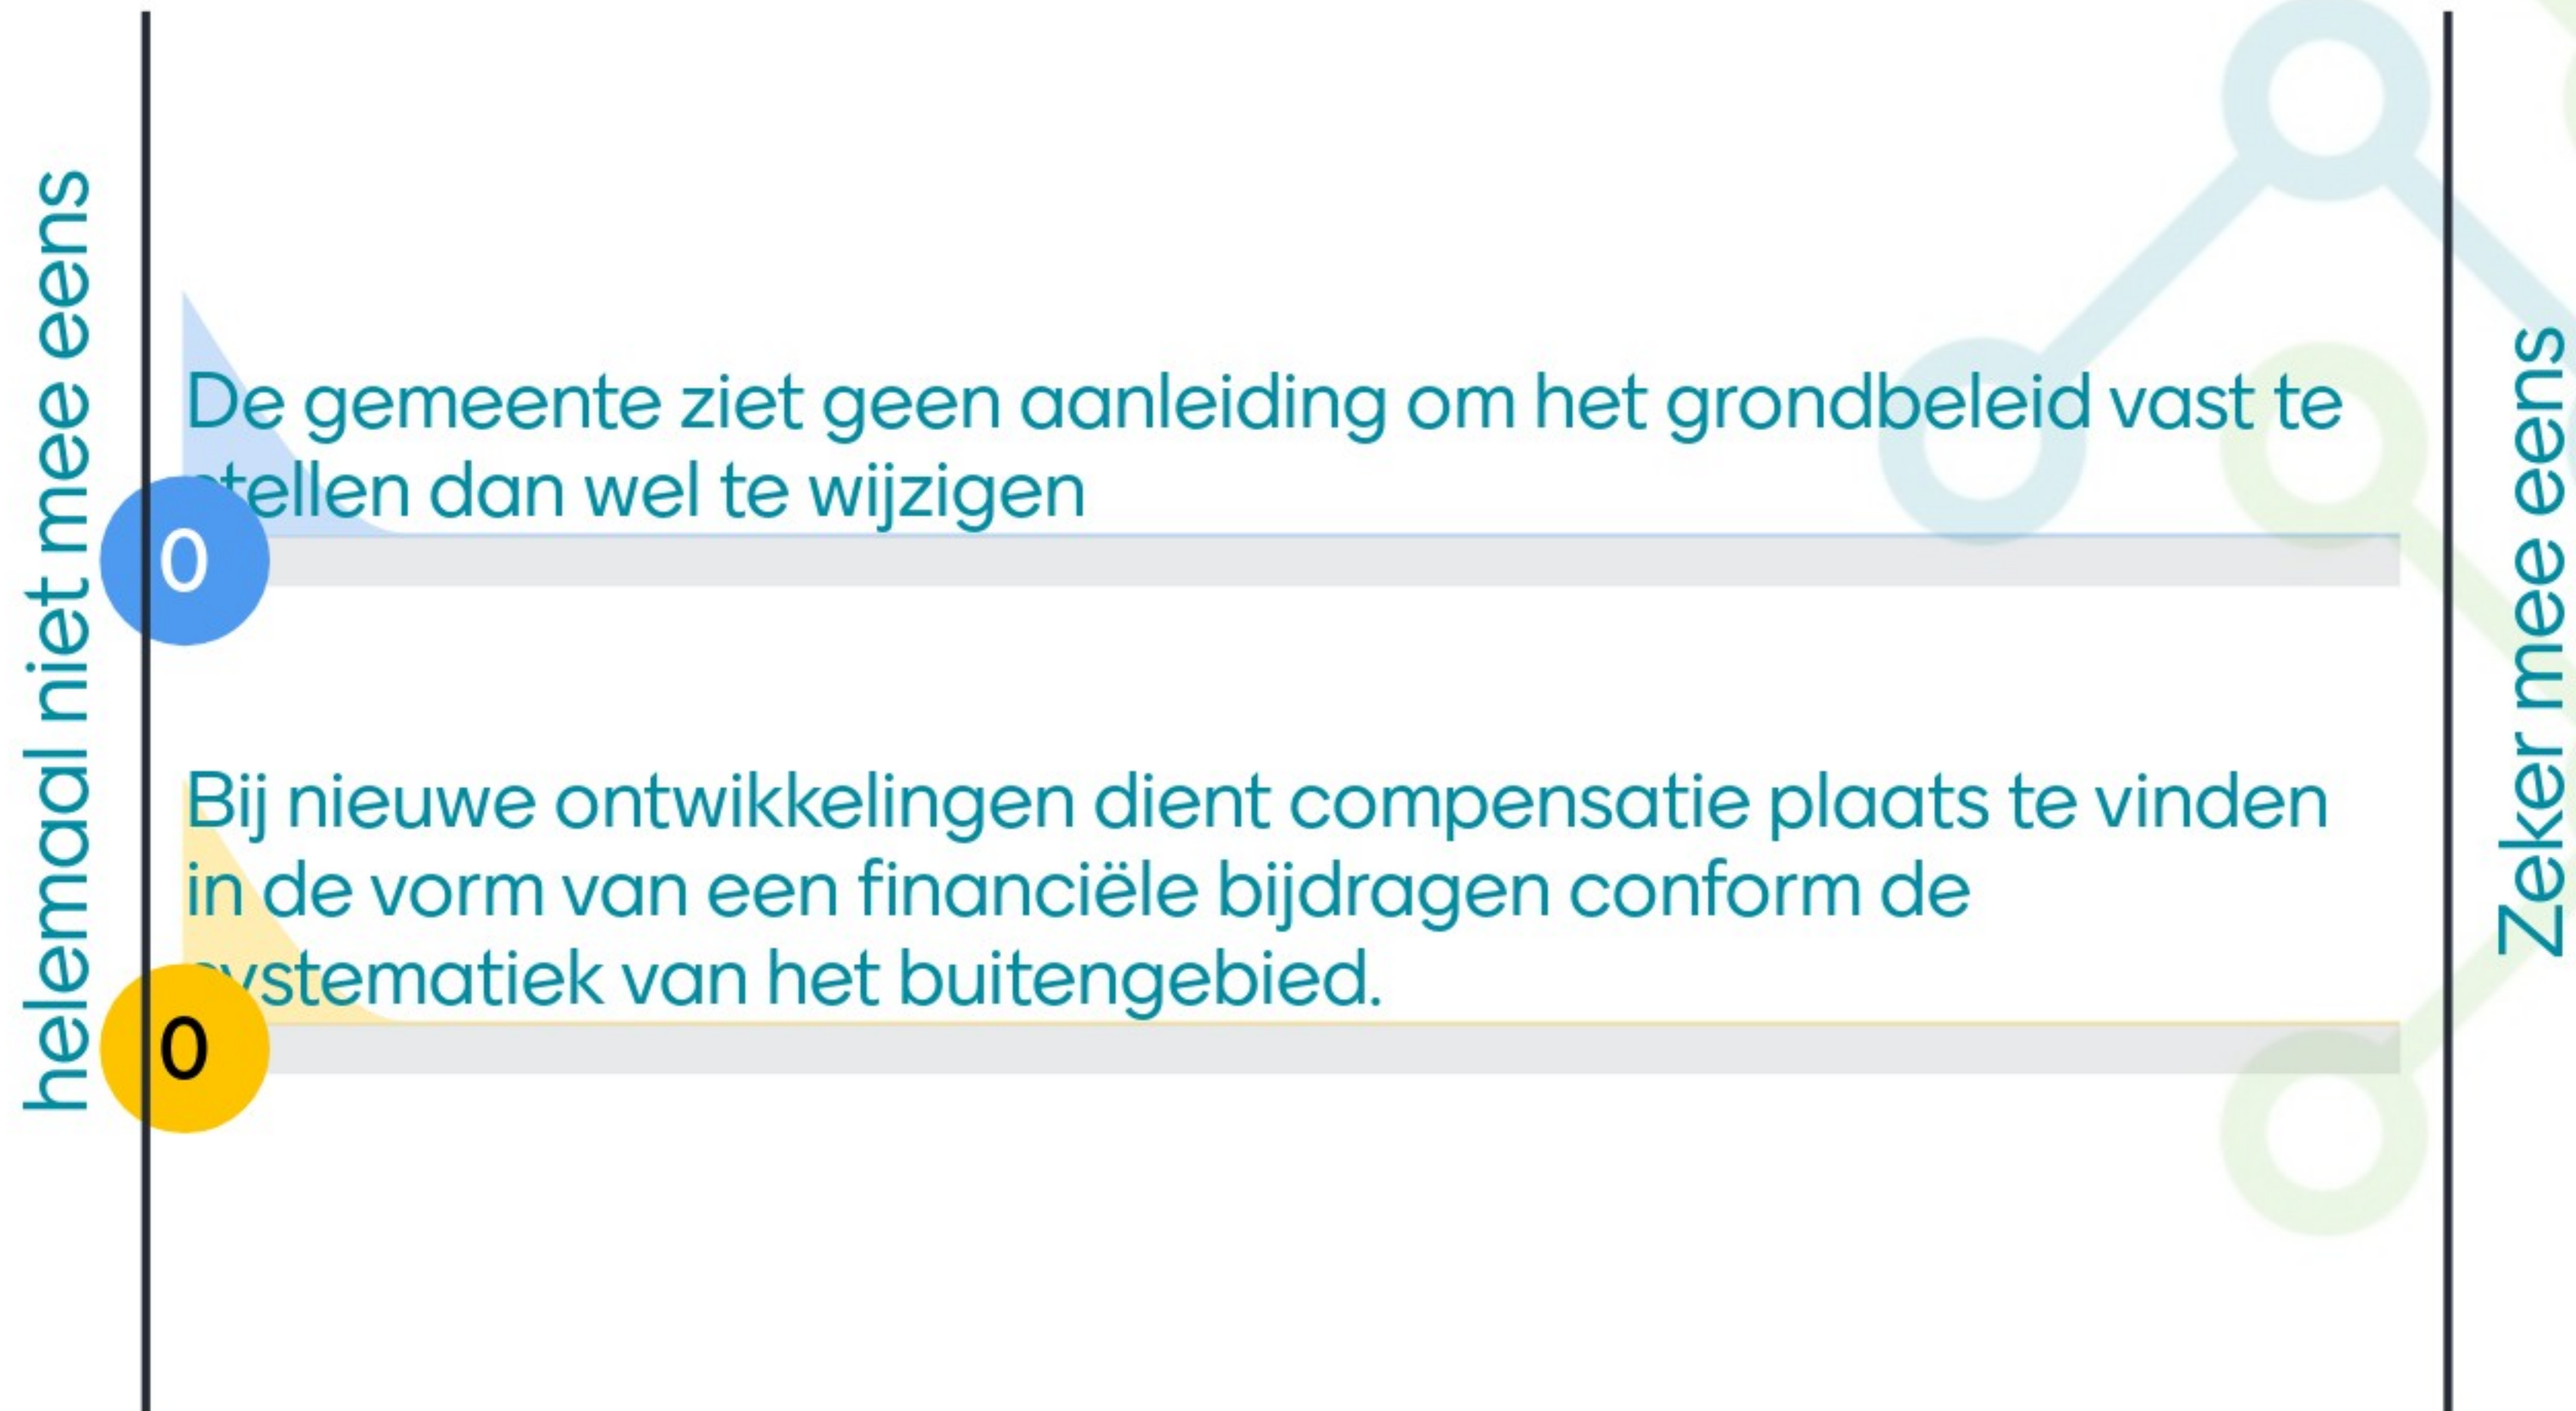 helemaal niet mee eens
De gemeente ziet geen aanleiding om het grondbeleid vast te
stellen dan wel te wijzigen
0
Bij nieuwe ontwikkelingen dient compensatie plaats te vinden
in de vorm van een financiële bijdragen conform de
systematiek van het buitengebied.
0
Zeker mee eens